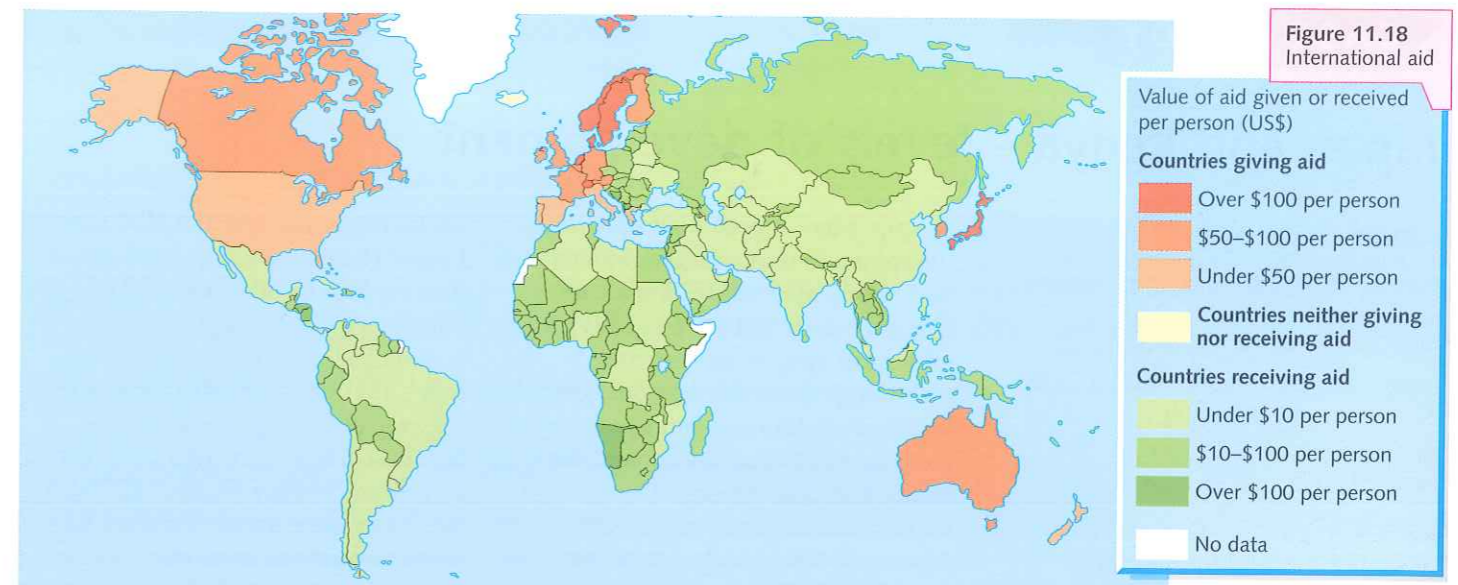 Figure 11.18
International aid
Value of aid given or received
per person (US$)
Countries giving aid
Over $100 per person
$50–$100 per person
Under $50 per person
Countries neither giving
nor receiving aid
Countries receiving aid
Under $10 per person
$10–$100 per person
Over $100 per person
No data